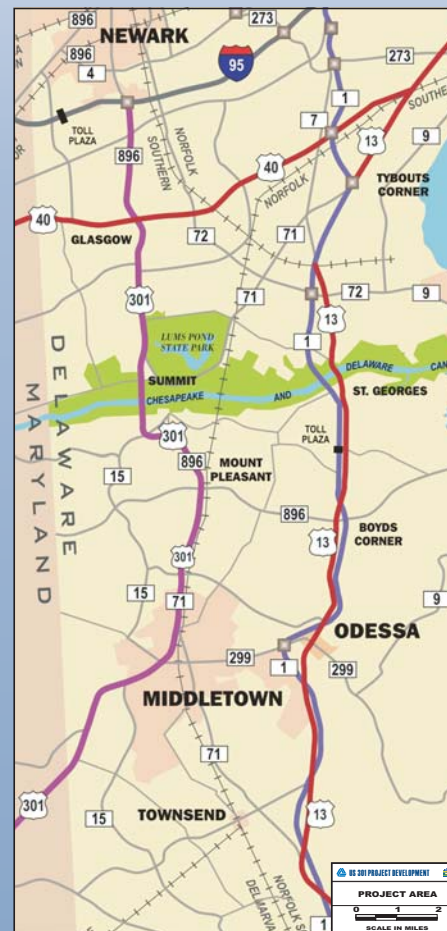 896
273
NEWARK
896
4
95
273
1
TOLL
PLAZA
7
13
9
SOUTHERN
896
NORFOLK
SOUTHERN
40
NORFOLK
TYBOUTS
CORNER
40
GLASGOW
72
71
301
71
13
72
9
LUMS POND
STATE PARK
1
DELAWARE
MARYLAND
SUMMIT
CHESAPEAKE
AND
DELAWARE
CAN
ST. GEORGES
301
TOLL
PLAZA
896
MOUNT
PLEASANT
15
896
13
BOYDS
CORNER
301
15
71
9
ODESSA
299
1
299
MIDDLETOWN
71
301
15
TOWNSEND
13
NORFOLK S
DELMARVA
1
US 301 PROJECT DEVELOPMENT
PROJECT AREA
0 1 2
SCALE IN MILES